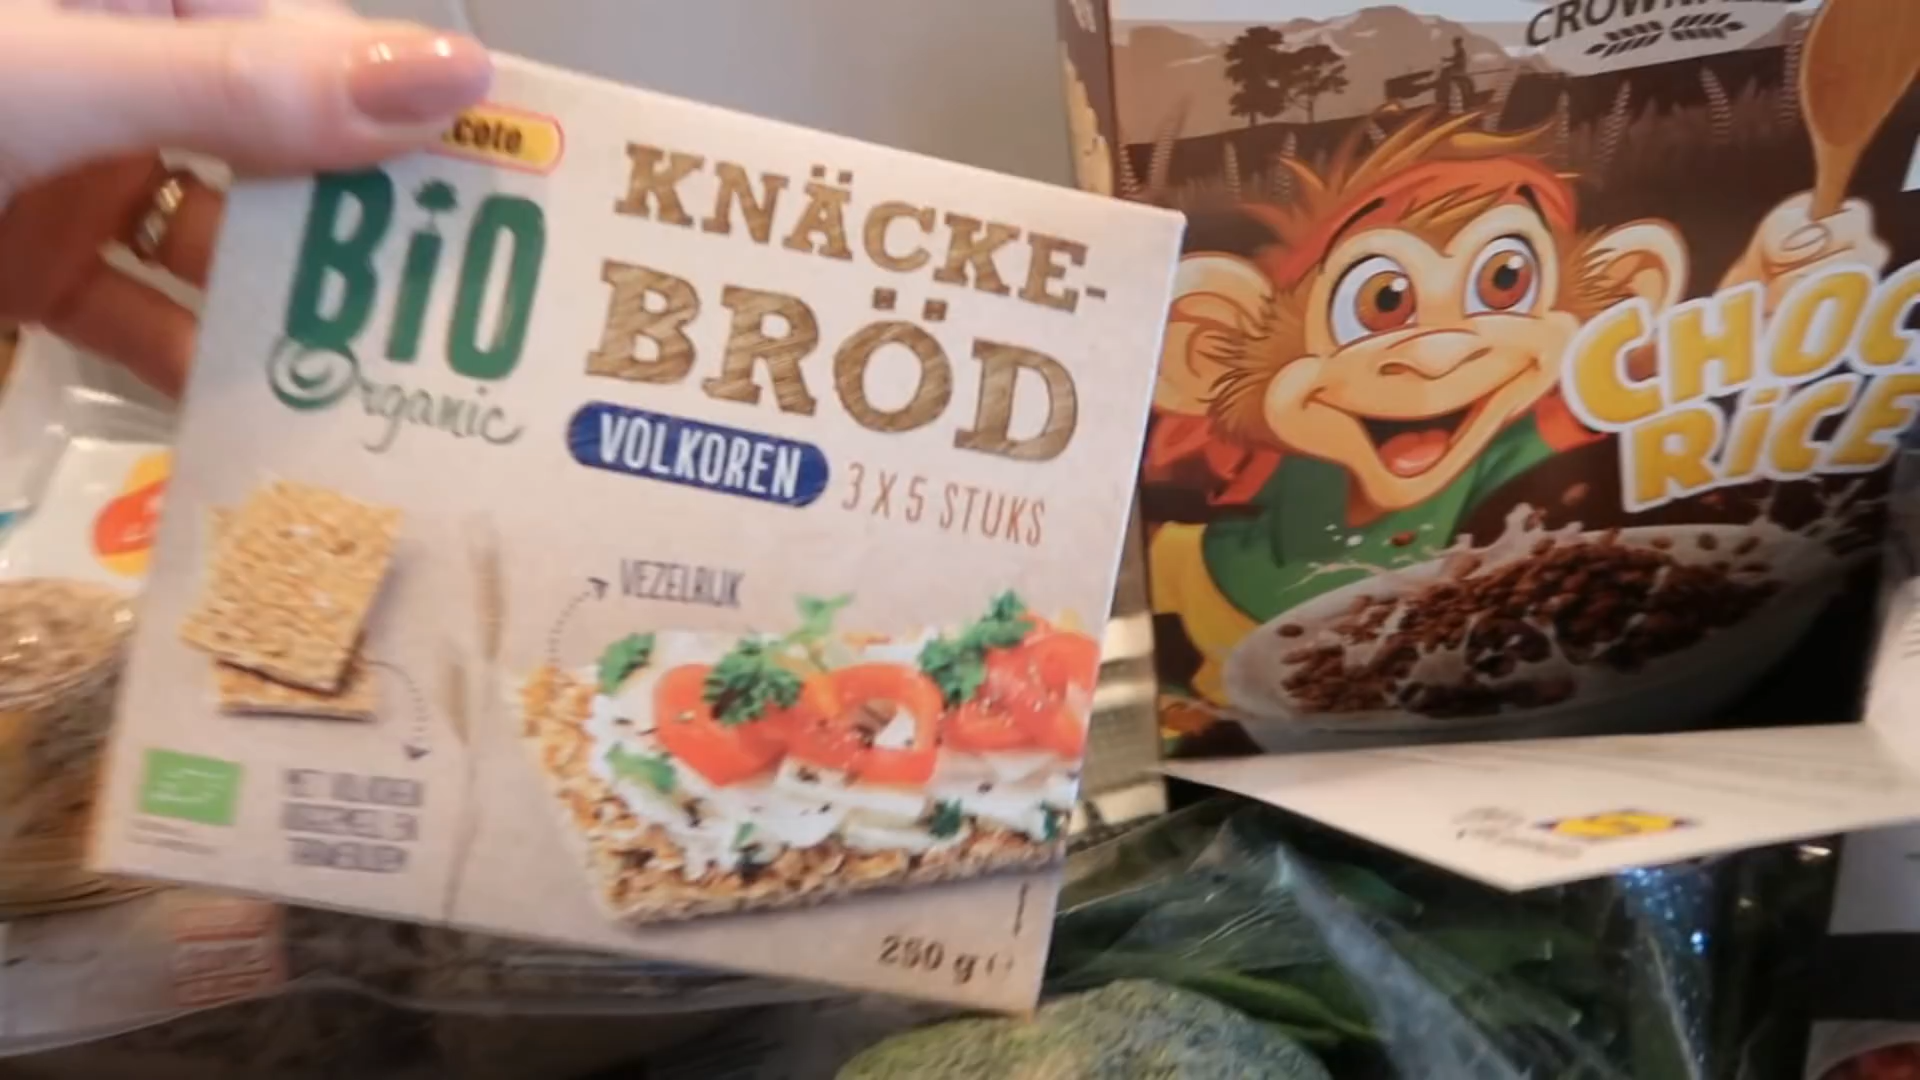 BiO
Organic
KNÄCKE-
BRÖD
VOLKOREN
3 X 5 STUKS
VEZELRIJK
250 g e
CHOC
RiCE